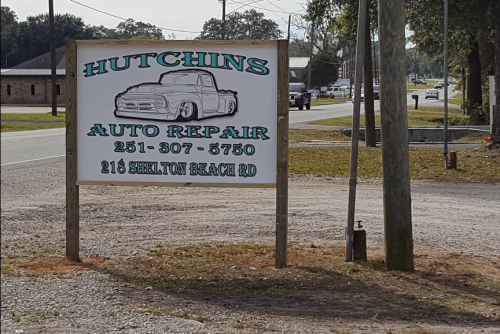 HUTCHINS
AUTO REPAIR
251-307-5750
218 SHELTON BEACH RD